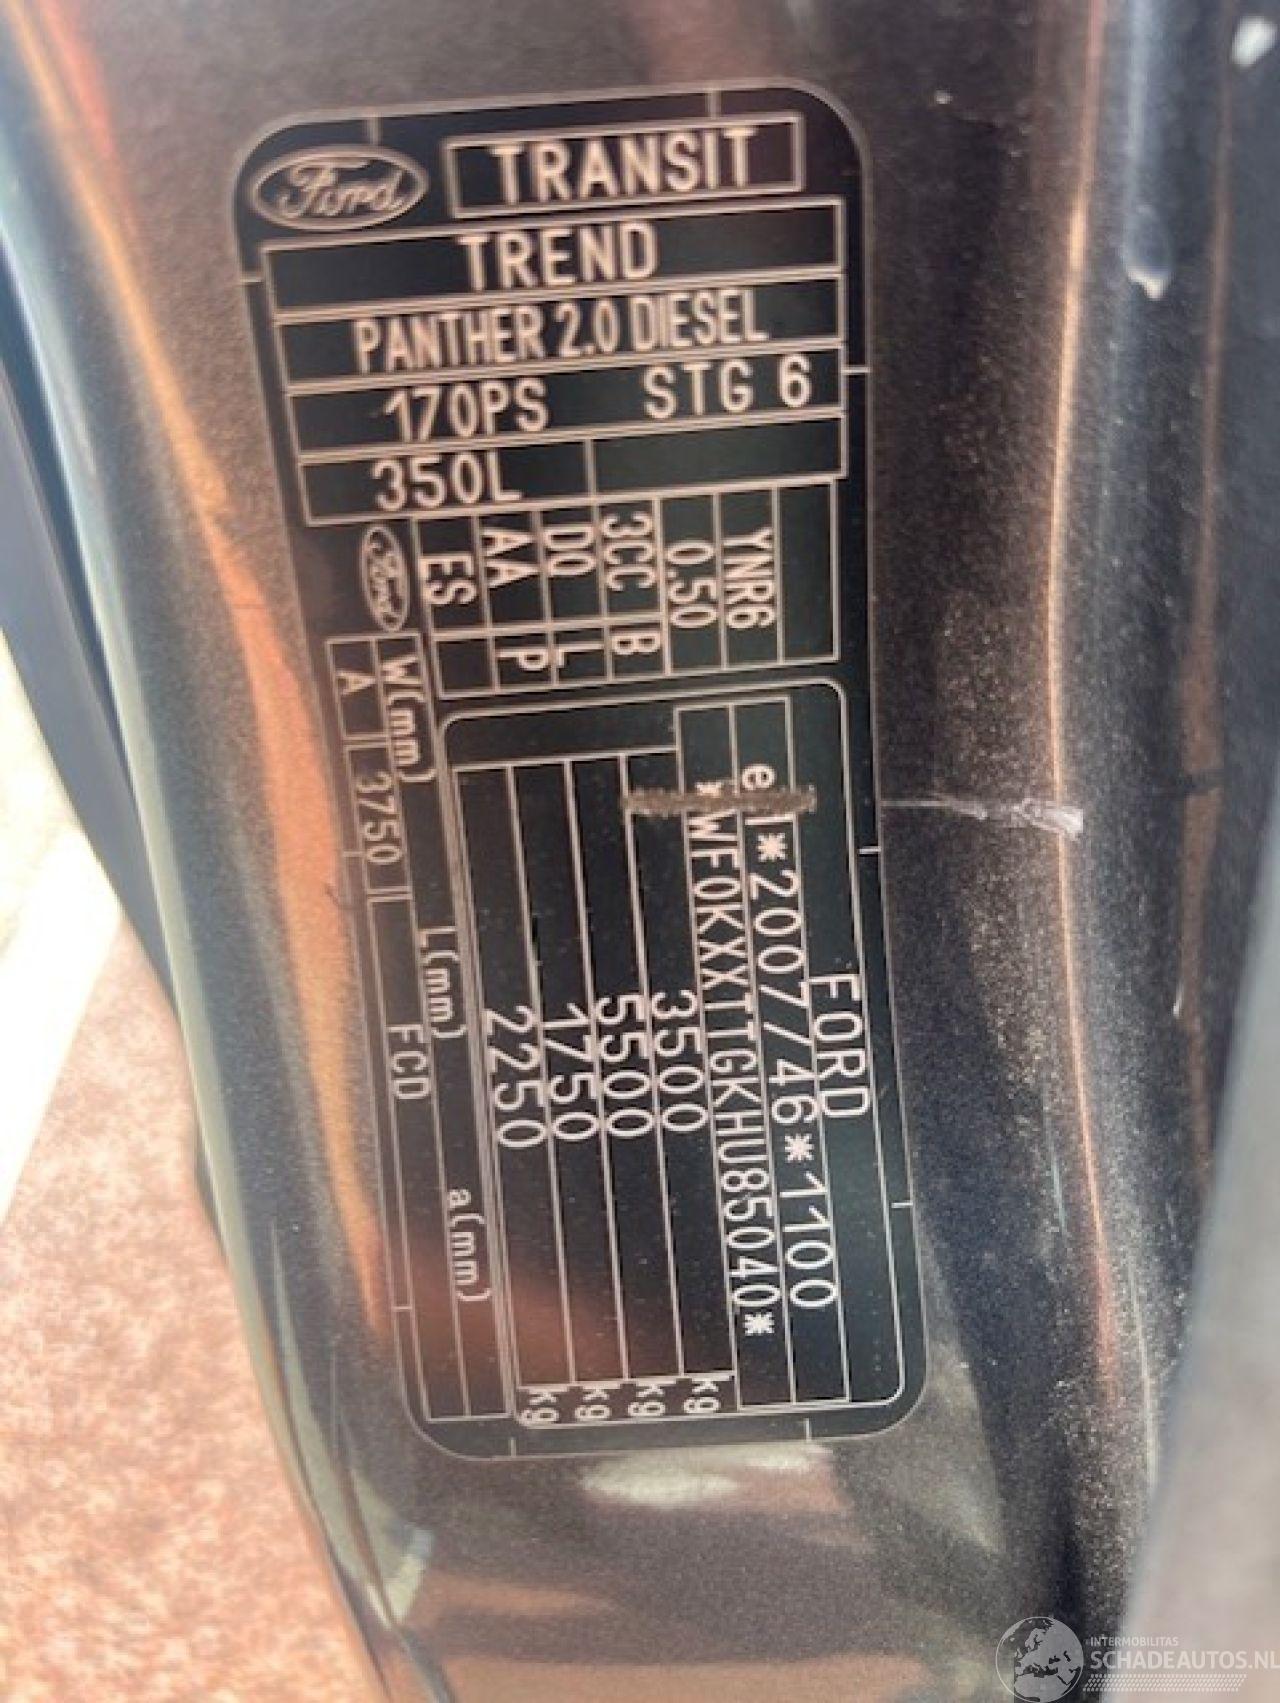 Ford
TRANSIT
TREND
PANTHER 2.0 DIESEL
170PS STG 6
350L
YNR6
0.50
3CC B
DO L
AA P
ES
Ford
FORD
e1*2007/46*1100
*WF0KXXTTGKHU85040*
3500 kg
5500 kg
1750 kg
2250 kg
W(mm) L(mm) a(mm)
A 3750 FCD
INTERMOBILITAS
SCHADEAUTOS.NL